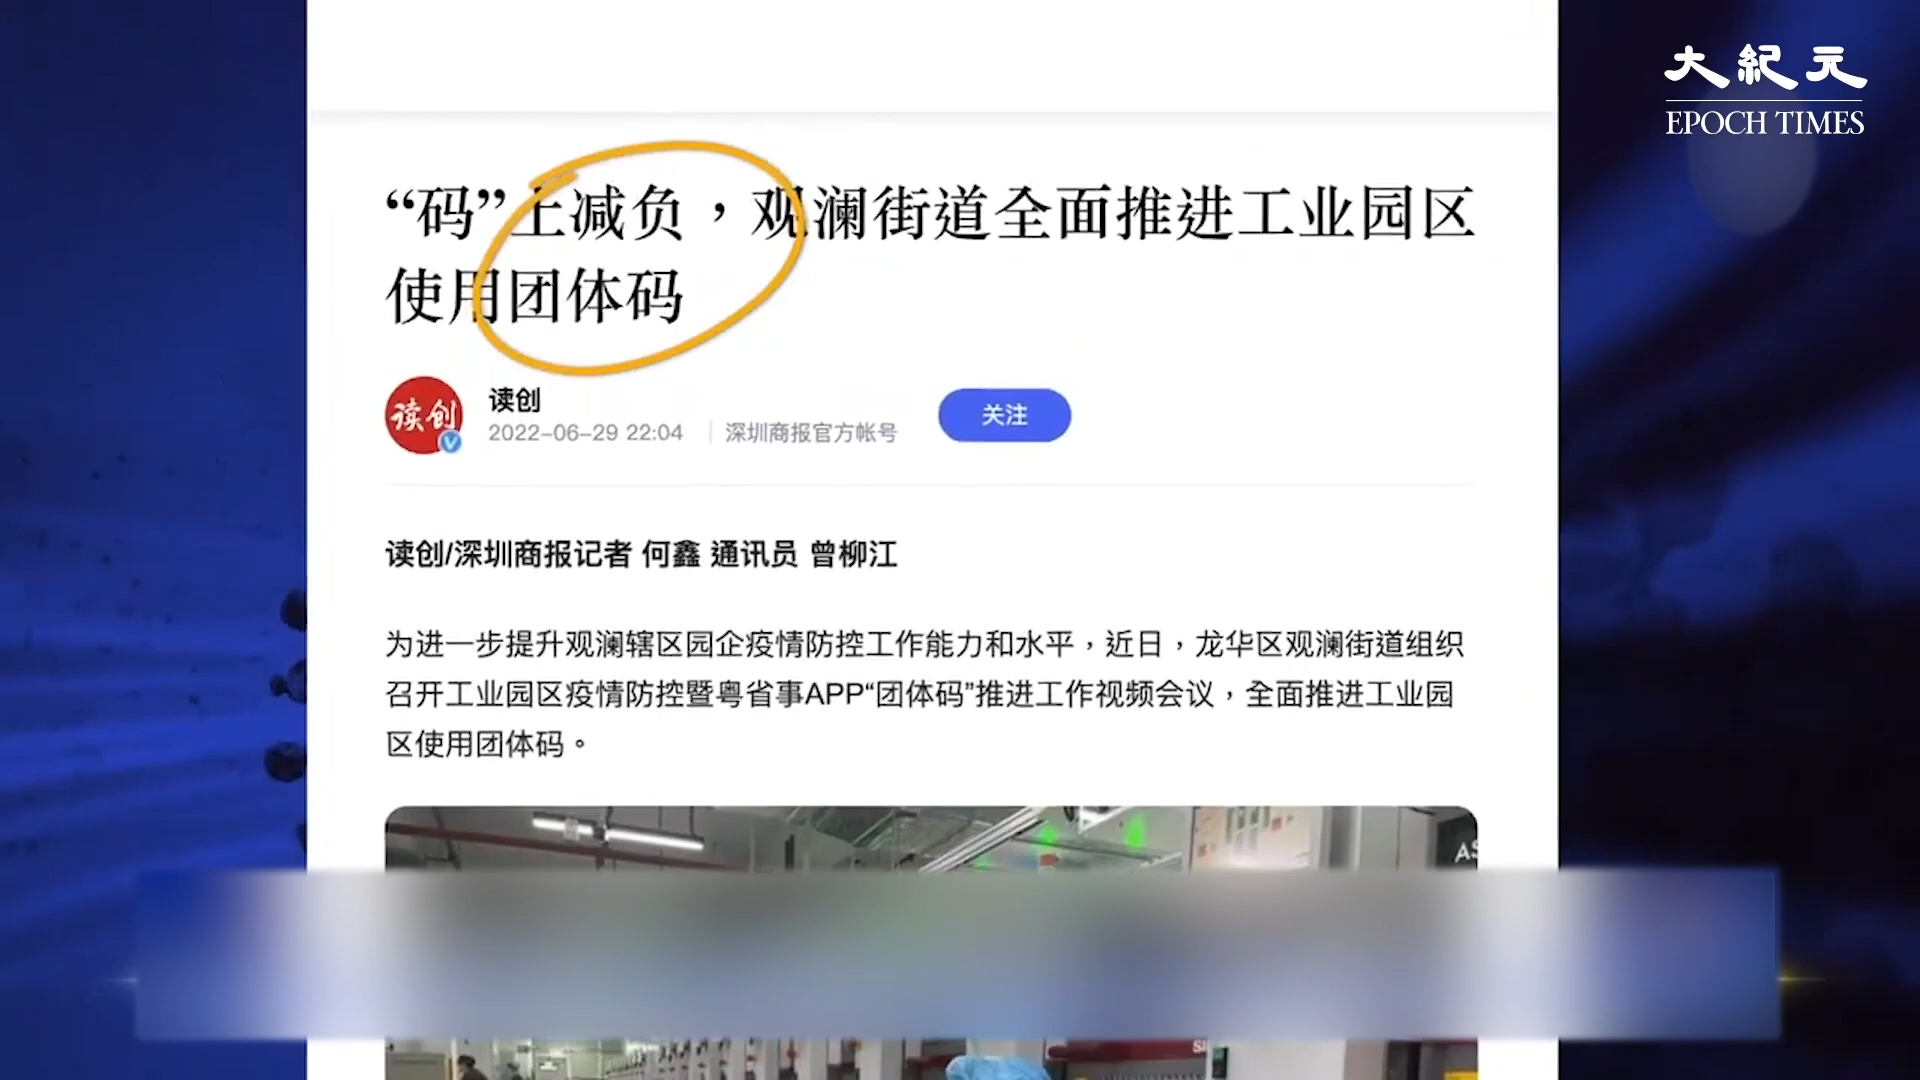 大紀元
EPOCH TIMES
“码”上减负，观澜街道全面推进工业园区
使用团体码
读创
读创
2022-06-29 22:04
深圳商报官方帐号
关注
读创/深圳商报记者 何鑫 通讯员 曾柳江
为进一步提升观澜辖区园企疫情防控工作能力和水平，近日，龙华区观澜街道组织
召开工业园区疫情防控暨粤省事APP“团体码”推进工作视频会议，全面推进工业园
区使用团体码。